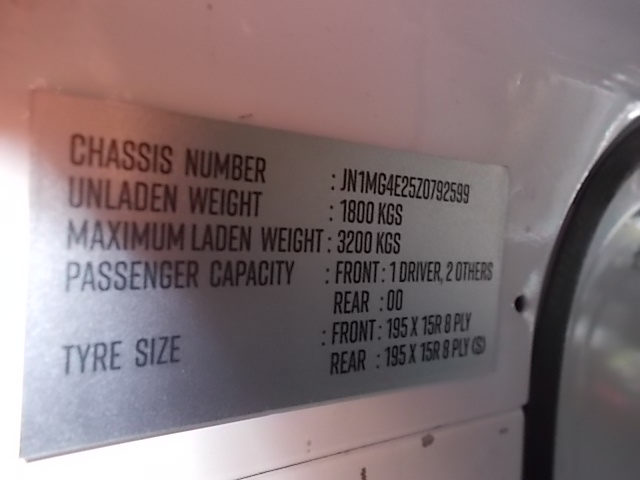 CHASSIS NUMBER : JN1MG4E25Z0792599
UNLADEN WEIGHT : 1800 KGS
MAXIMUM LADEN WEIGHT : 3200 KGS
PASSENGER CAPACITY : FRONT : 1 DRIVER, 2 OTHERS
REAR : 00
TYRE SIZE : FRONT : 195 X 15R 8 PLY
REAR : 195 X 15R 8 PLY (S)